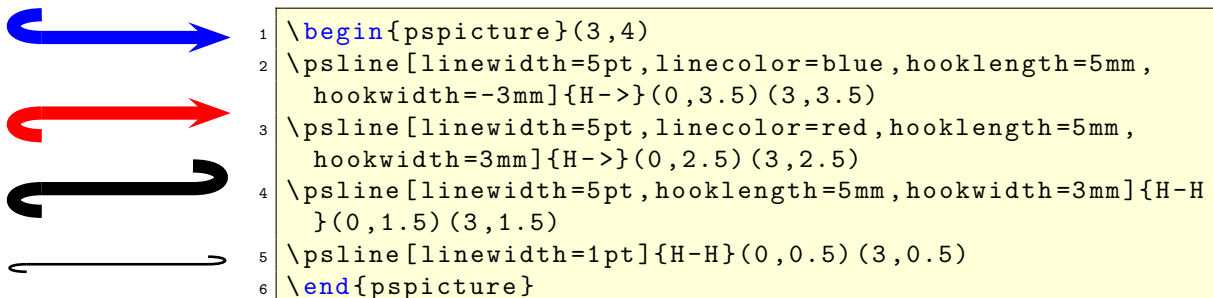 1 \begin{pspicture}(3,4)
2 \psline[linewidth=5pt,linecolor=blue,hooklength=5mm,
hookwidth=-3mm]{H->}(0,3.5)(3,3.5)
3 \psline[linewidth=5pt,linecolor=red,hooklength=5mm,
hookwidth=3mm]{H->}(0,2.5)(3,2.5)
4 \psline[linewidth=5pt,hooklength=5mm,hookwidth=3mm]{H-H
}(0,1.5)(3,1.5)
5 \psline[linewidth=1pt]{H-H}(0,0.5)(3,0.5)
6 \end{pspicture}